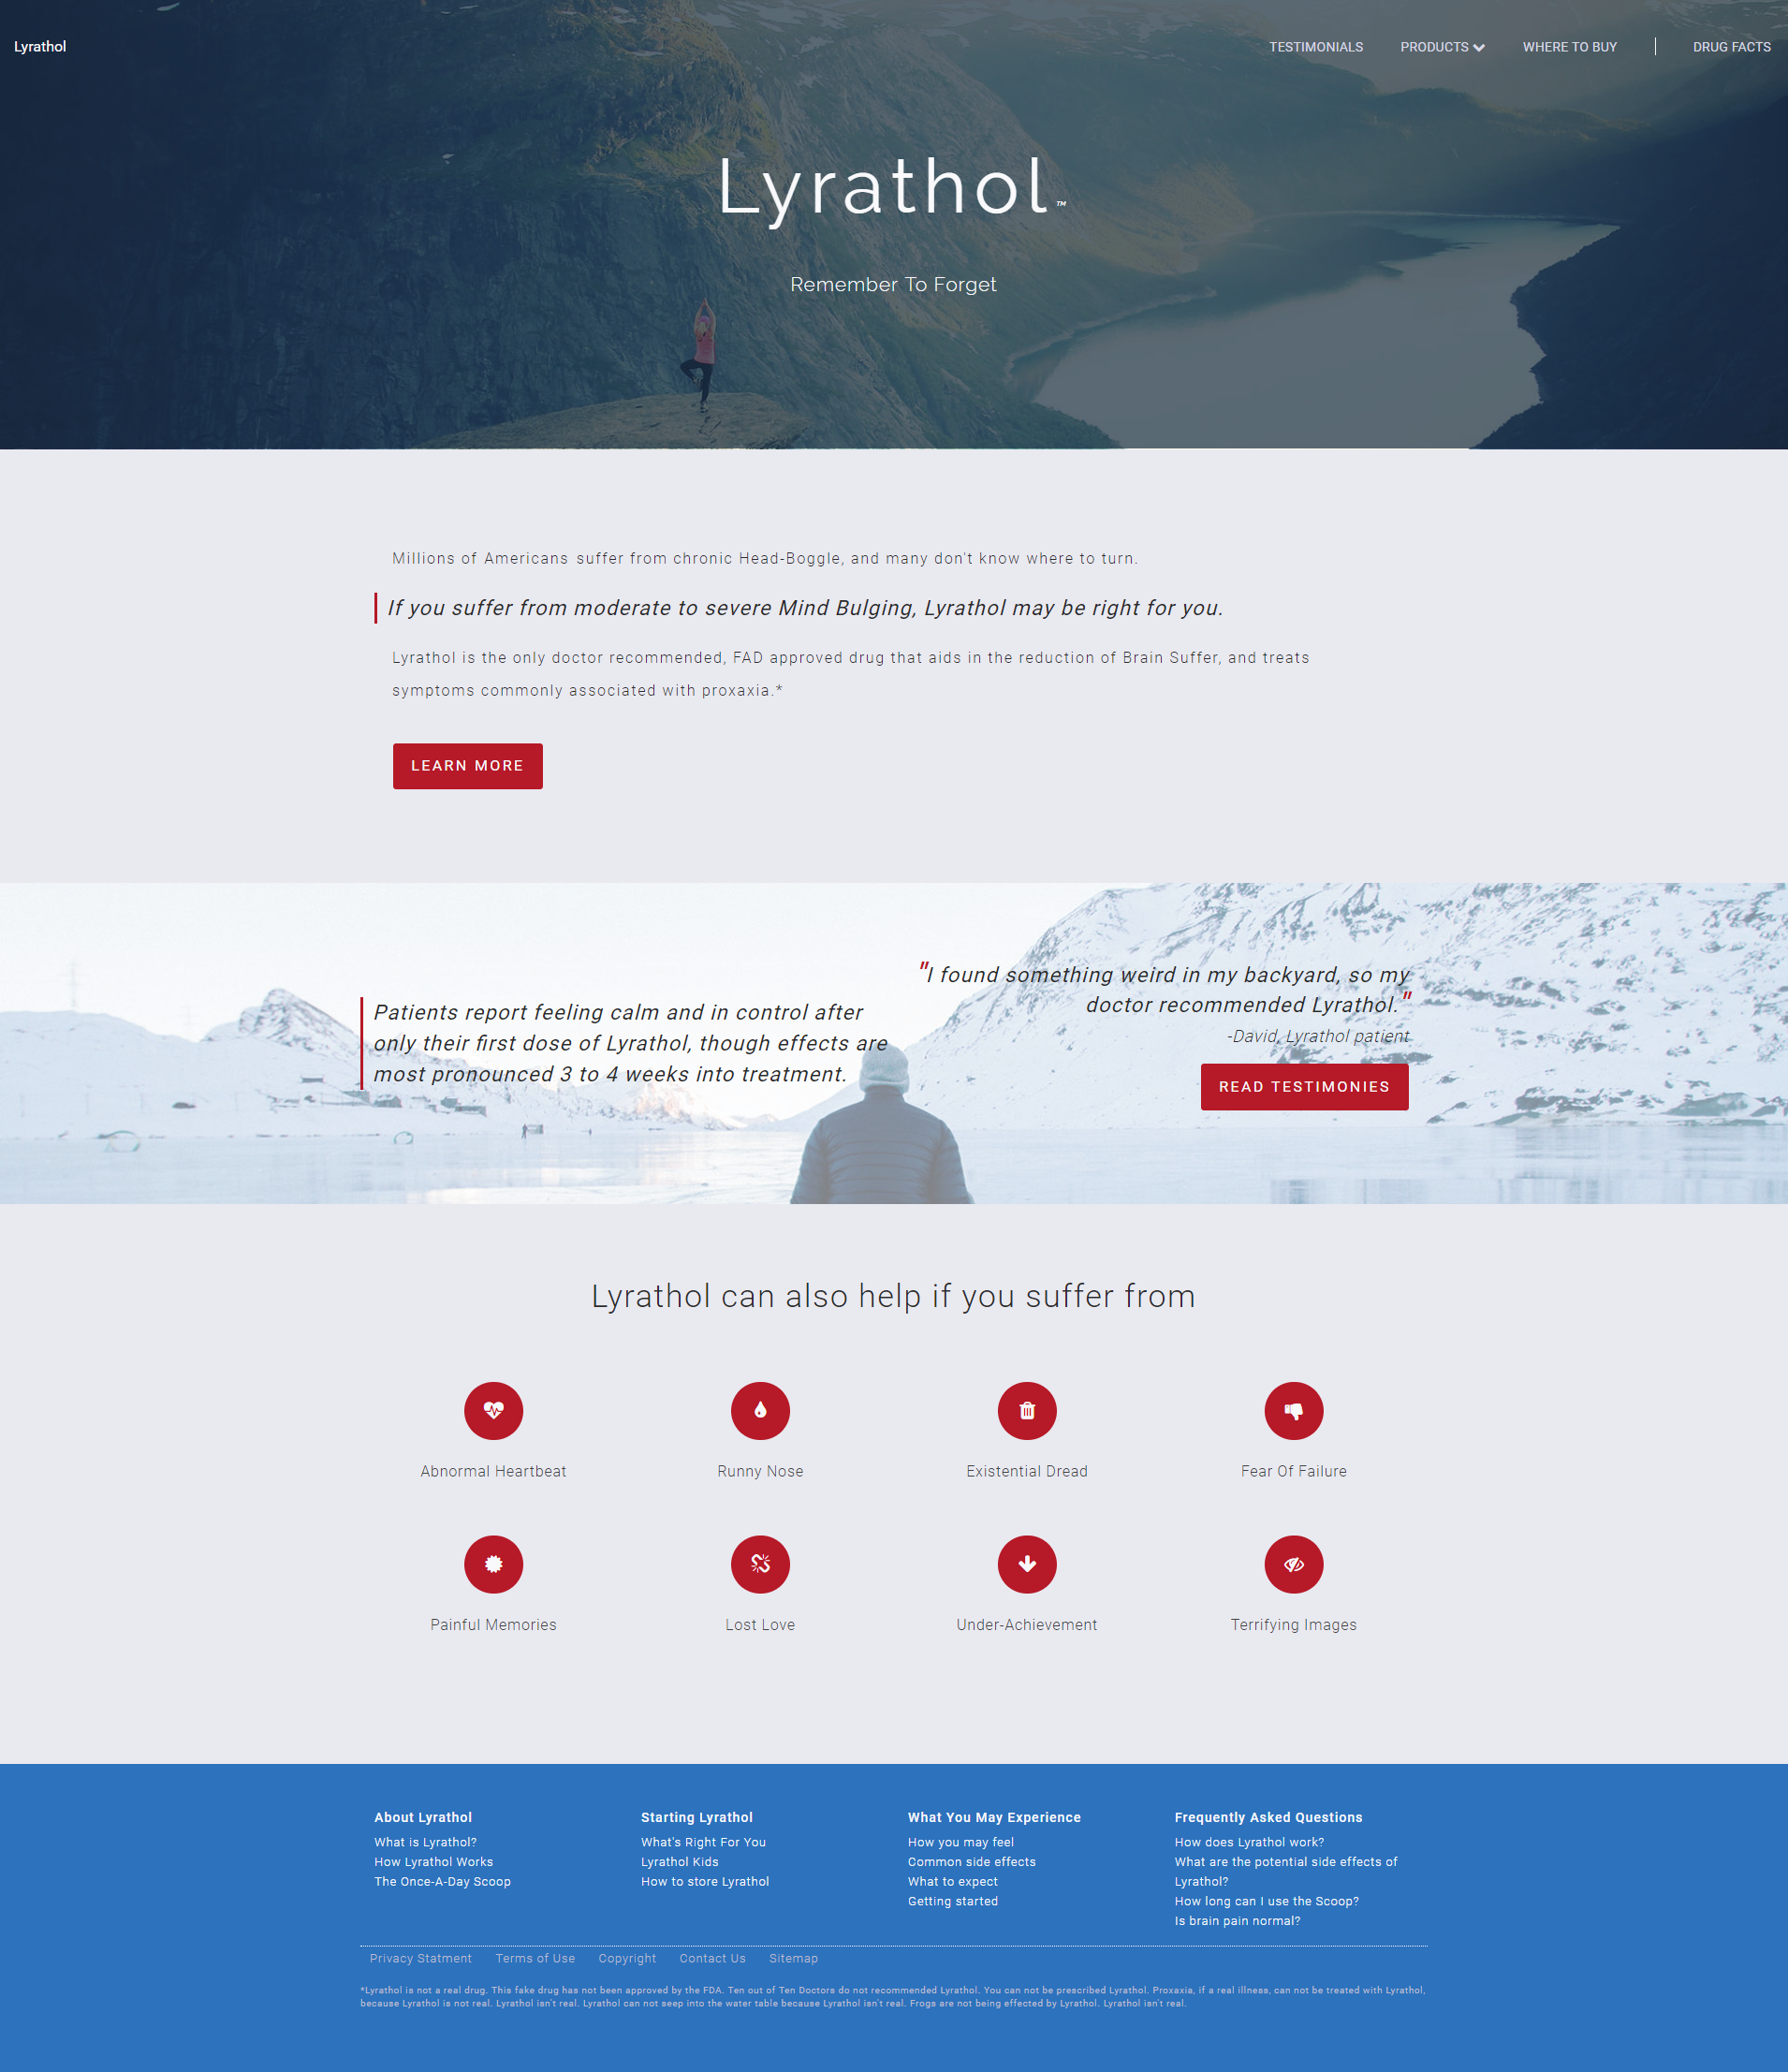 Lyrathol
TESTIMONIALS
PRODUCTS
WHERE TO BUY
DRUG FACTS
Lyrathol™
Remember To Forget
Millions of Americans suffer from chronic Head-Boggle, and many don't know where to turn.
If you suffer from moderate to severe Mind Bulging, Lyrathol may be right for you.
Lyrathol is the only doctor recommended, FAD approved drug that aids in the reduction of Brain Suffer, and treats
symptoms commonly associated with proxaxia.*
LEARN MORE
Patients report feeling calm and in control after
only their first dose of Lyrathol, though effects are
most pronounced 3 to 4 weeks into treatment.
"I found something weird in my backyard, so my
doctor recommended Lyrathol."
-David, Lyrathol patient
READ TESTIMONIES
Lyrathol can also help if you suffer from
Abnormal Heartbeat
Runny Nose
Existential Dread
Fear Of Failure
Painful Memories
Lost Love
Under-Achievement
Terrifying Images
About Lyrathol
What is Lyrathol?
How Lyrathol Works
The Once-A-Day Scoop
Starting Lyrathol
What's Right For You
Lyrathol Kids
How to store Lyrathol
What You May Experience
How you may feel
Common side effects
What to expect
Getting started
Frequently Asked Questions
How does Lyrathol work?
What are the potential side effects of
Lyrathol?
How long can I use the Scoop?
Is brain pain normal?
Privacy Statment
Terms of Use
Copyright
Contact Us
Sitemap
*Lyrathol is not a real drug. This fake drug has not been approved by the FDA. Ten out of Ten Doctors do not recommended Lyrathol. You can not be prescribed Lyrathol. Proxaxia, if a real illness, can not be treated with Lyrathol,
because Lyrathol is not real. Lyrathol isn't real. Lyrathol can not seep into the water table because Lyrathol isn't real. Frogs are not being effected by Lyrathol. Lyrathol isn't real.